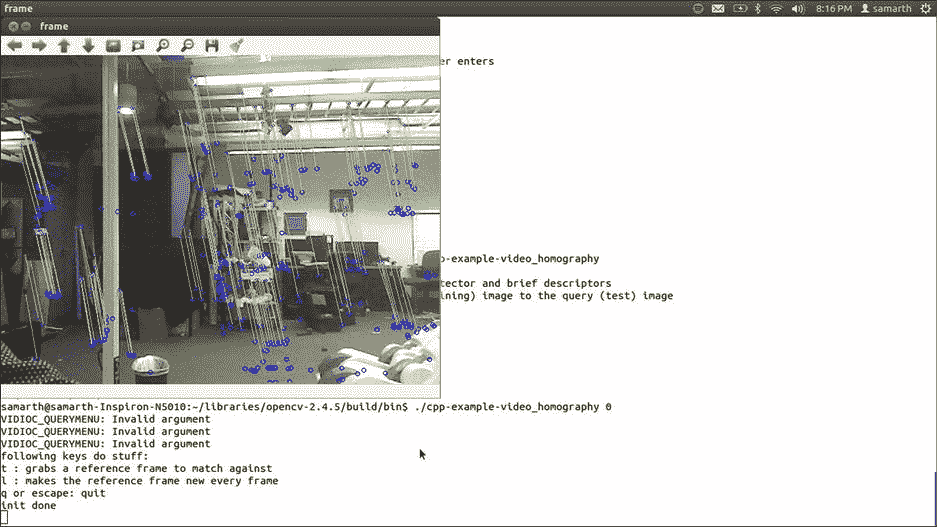 frame
8:16 PM samarth
frame
er enters
p-example-video_homography
tector and brief descriptors
ining) image to the query (test) image
samarth@samarth-Inspiron-N5010:~/libraries/opencv-2.4.5/build/bin$ ./cpp-example-video_homography 0
VIDIOC_QUERYMENU: Invalid argument
VIDIOC_QUERYMENU: Invalid argument
VIDIOC_QUERYMENU: Invalid argument
following keys do stuff:
t : grabs a reference frame to match against
l : makes the reference frame new every frame
q or escape: quit
init done